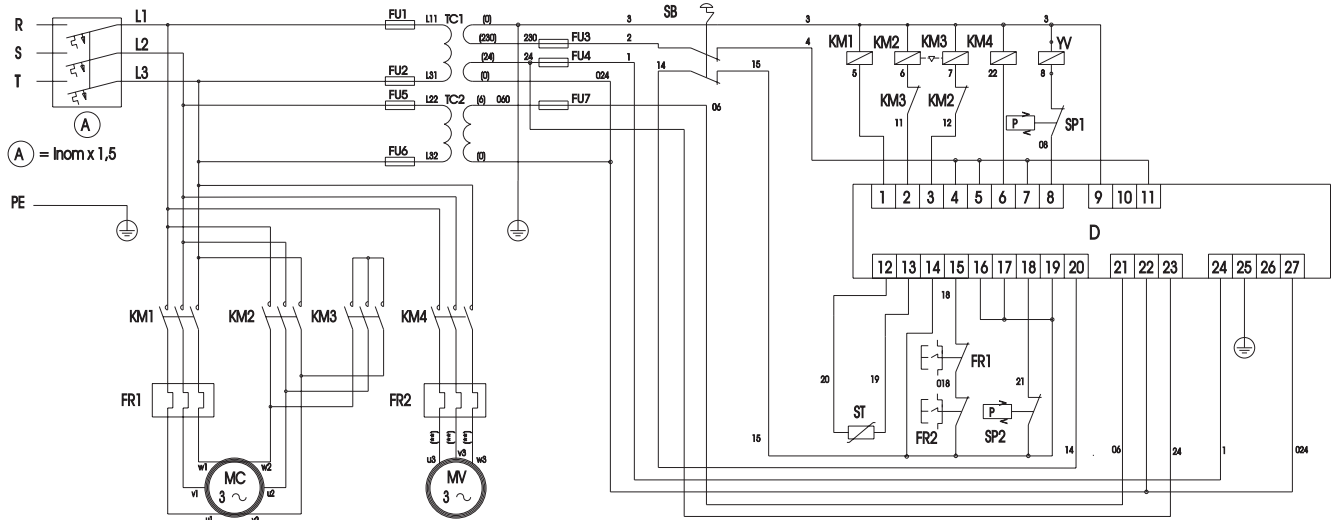 R
S
T
L1
L2
L3
A
A = Inom x 1,5
PE
FU1
L11
TC1
(0)
3
SB
3
3
(230)
230
FU3
2
4
(24)
24
FU4
1
14
15
FU2
L31
(0)
024
FU5
L22
TC2
(6)
060
FU7
06
FU6
L32
(0)
KM1
KM2
KM3
KM4
YV
5
6
7
22
8
KM3
KM2
11
12
P
SP1
08
1 2 3 4 5 6 7 8 9 10 11
D
12 13 14 15 16 17 18 19 20 21 22 23 24 25 26 27
KM1
KM2
KM3
KM4
18
FR1
FR2
20
19
FR1
018
21
ST
FR2
P
SP2
(**)
(**)
(**)
15
14
06
24
1
024
w1
w2
u3
v3
w3
MC
3 ~
MV
3 ~
v1
u2
u1
v2